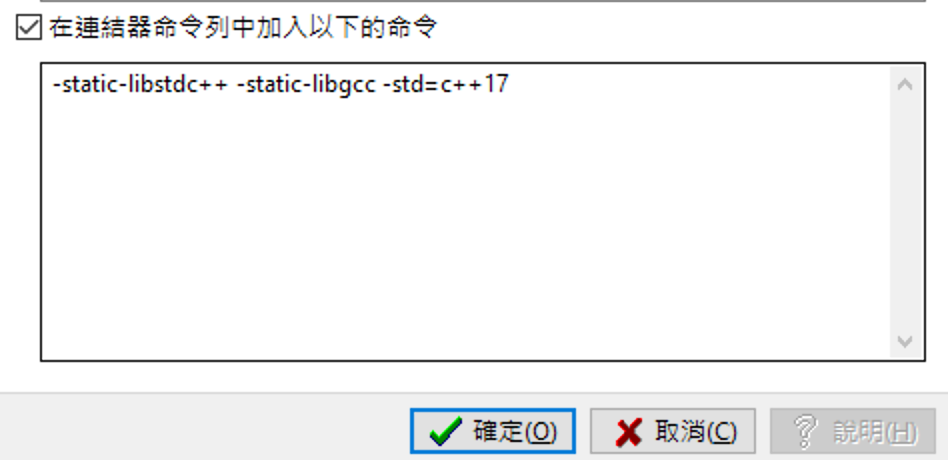 在連結器命令列中加入以下的命令
-static-libstdc++ -static-libgcc -std=c++17
確定(O) 取消(C) 說明(H)